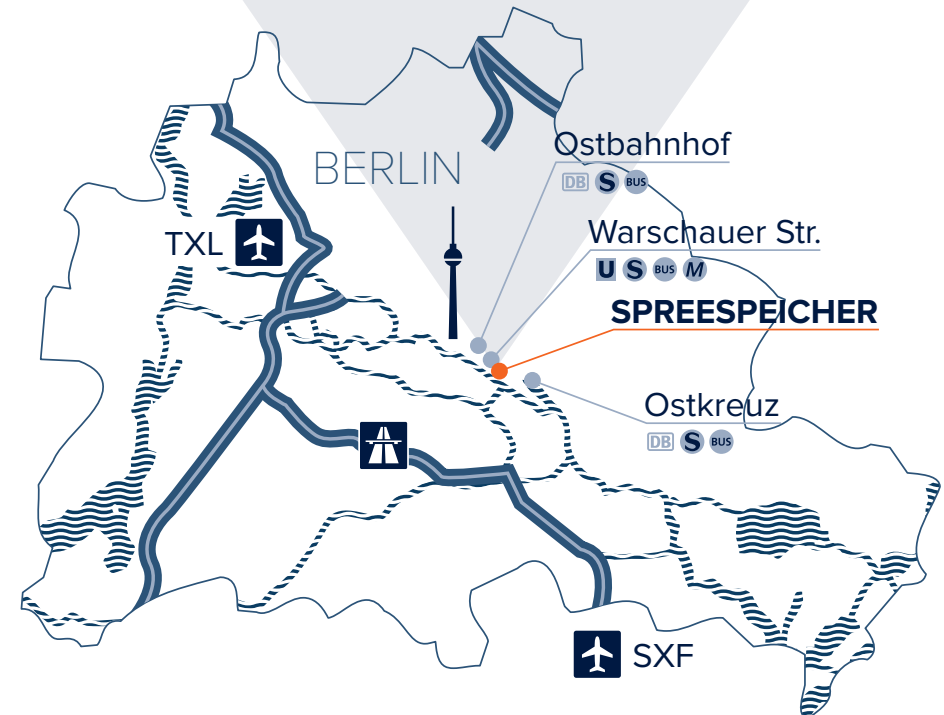 BERLIN
Ostbahnhof
DB S BUS
TXL
Warschauer Str.
U S BUS M
SPREESPEICHER
Ostkreuz
DB S BUS
SXF